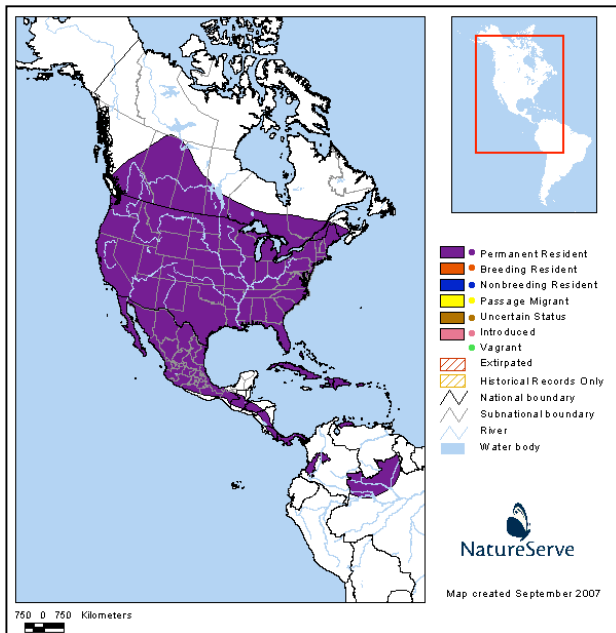 Permanent Resident
Breeding Resident
Nonbreeding Resident
Passage Migrant
Uncertain Status
Introduced
Vagrant
Extirpated
Historical Records Only
National boundary
Subnational boundary
River
Water body
NatureServe
Map created September 2007
750 0 750 Kilometers